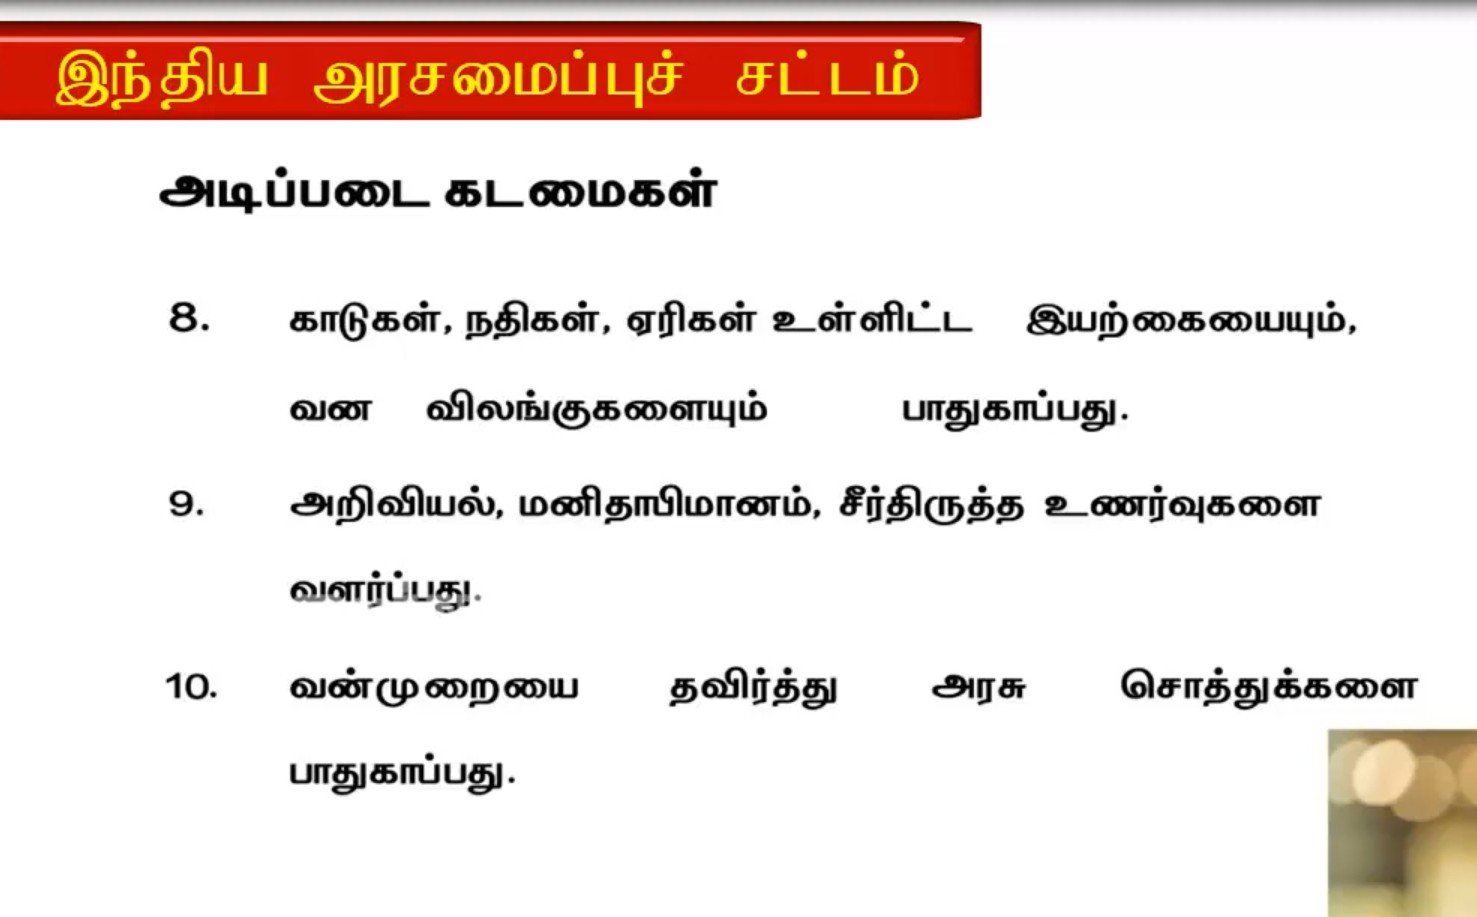 இந்திய அரசமைப்புச் சட்டம்
அடிப்படை கடமைகள்
8. காடுகள், நதிகள், ஏரிகள் உள்ளிட்ட இயற்கையையும்,
வன விலங்குகளையும் பாதுகாப்பது.
9. அறிவியல், மனிதாபிமானம், சீர்திருத்த உணர்வுகளை
வளர்ப்பது.
10. வன்முறையை தவிர்த்து அரசு சொத்துக்களை
பாதுகாப்பது.